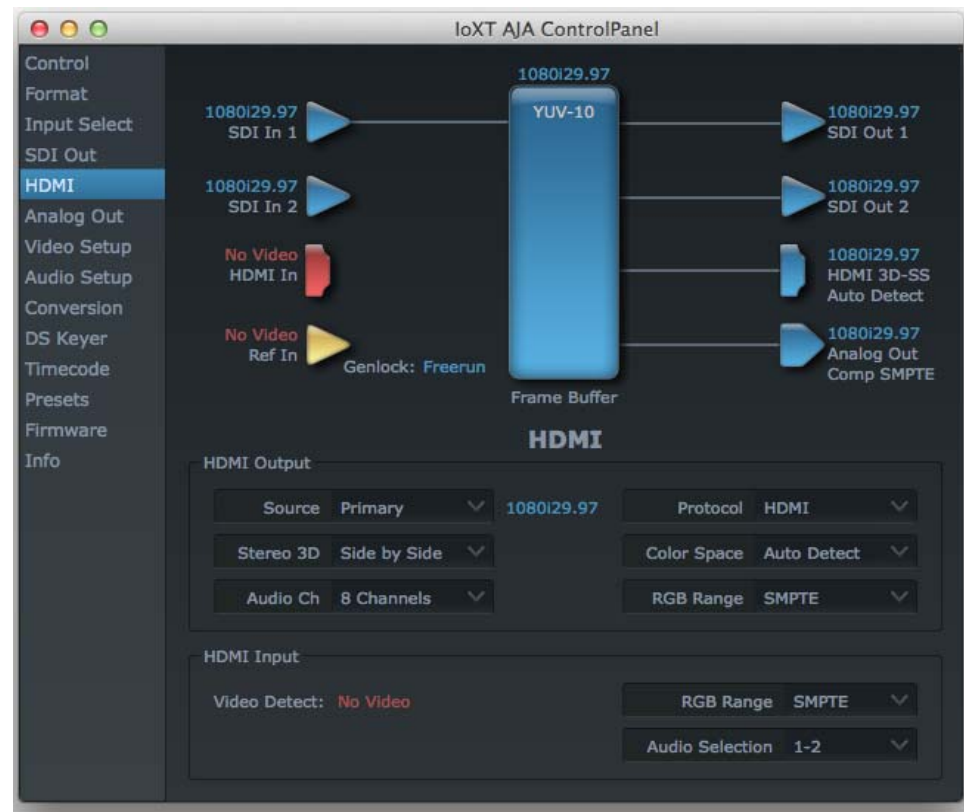 IoXT AJA ControlPanel
Control
Format
Input Select
SDI Out
HDMI
Analog Out
Video Setup
Audio Setup
Conversion
DS Keyer
Timecode
Presets
Firmware
Info
1080i29.97
YUV-10
Frame Buffer
1080i29.97
SDI In 1
1080i29.97
SDI In 2
No Video
HDMI In
No Video
Ref In
Genlock: Freerun
1080i29.97
SDI Out 1
1080i29.97
SDI Out 2
1080i29.97
HDMI 3D-SS
Auto Detect
1080i29.97
Analog Out
Comp SMPTE
HDMI
HDMI Output
Source Primary 1080i29.97 Protocol HDMI
Stereo 3D Side by Side Color Space Auto Detect
Audio Ch 8 Channels RGB Range SMPTE
HDMI Input
Video Detect: No Video RGB Range SMPTE
Audio Selection 1-2